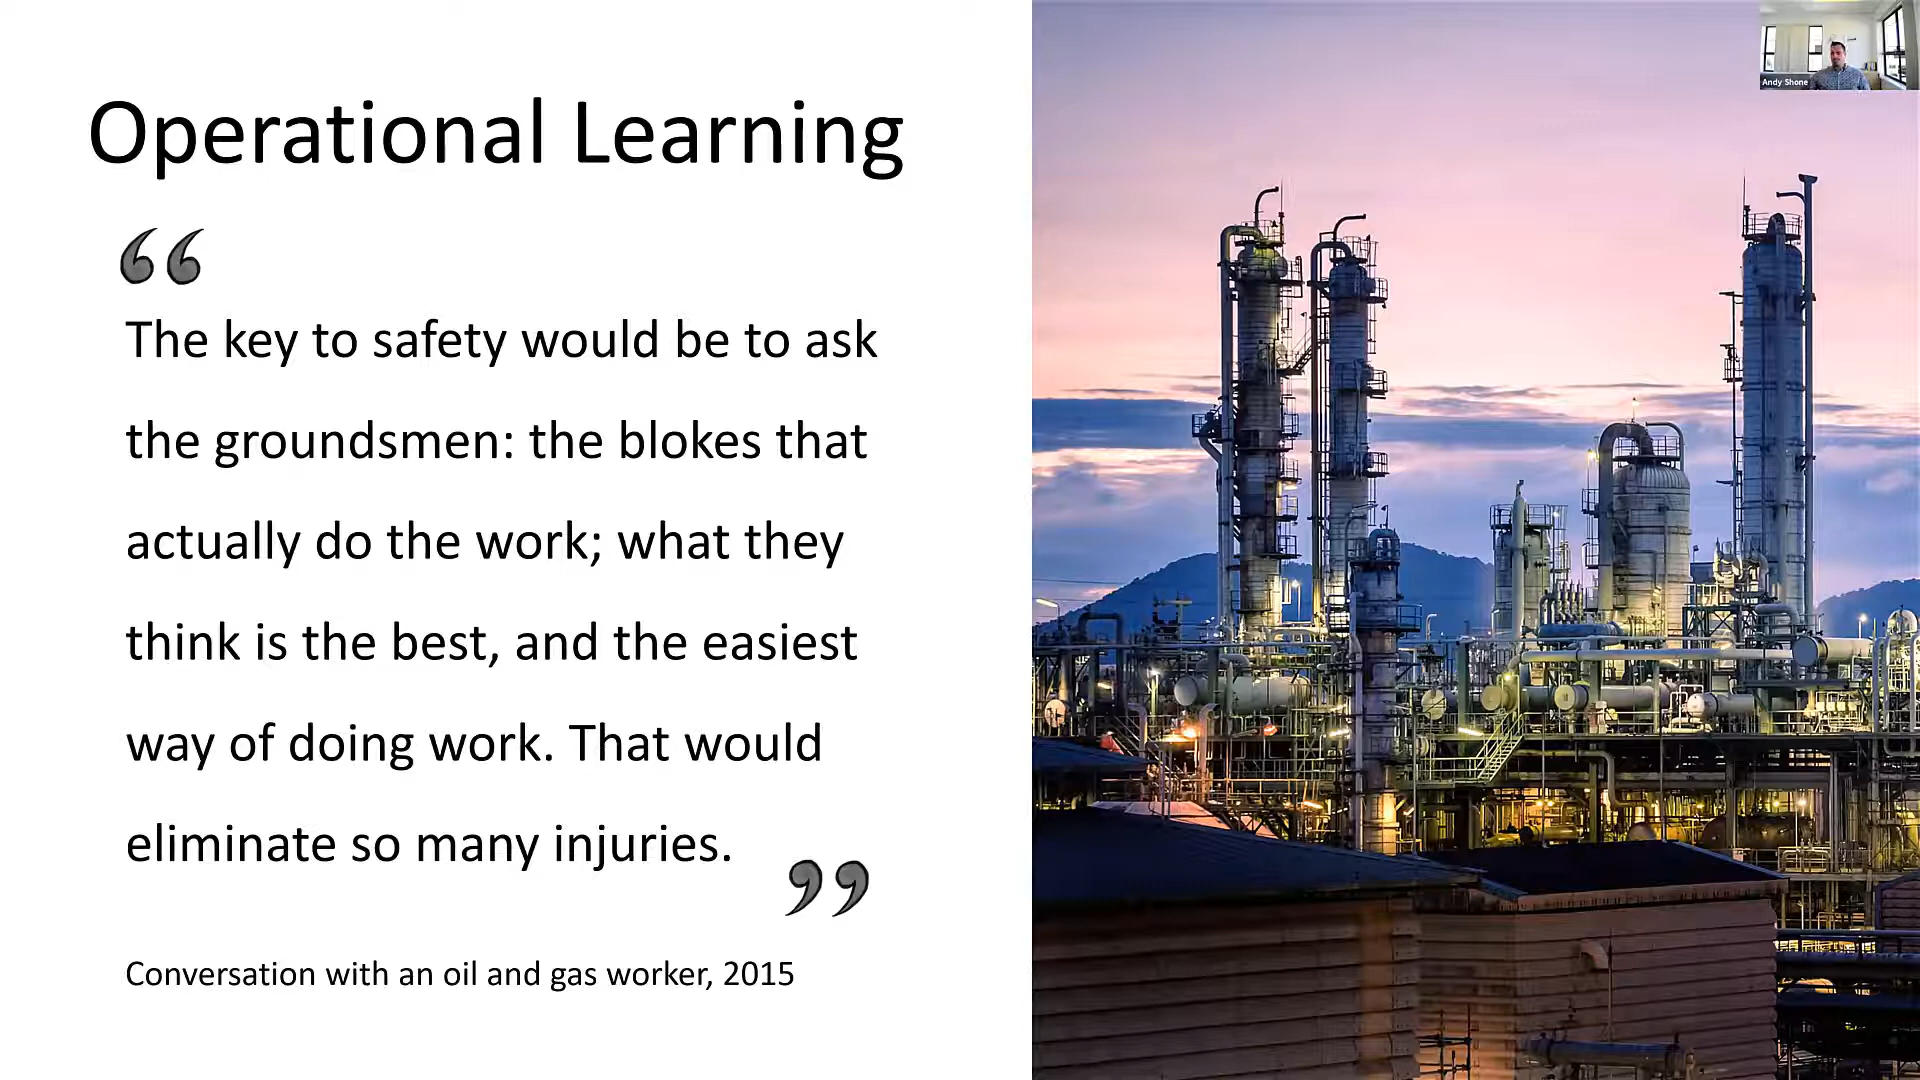 Operational Learning
“
The key to safety would be to ask
the groundsmen: the blokes that
actually do the work; what they
think is the best, and the easiest
way of doing work. That would
eliminate so many injuries.
”
Conversation with an oil and gas worker, 2015
Andy Shone